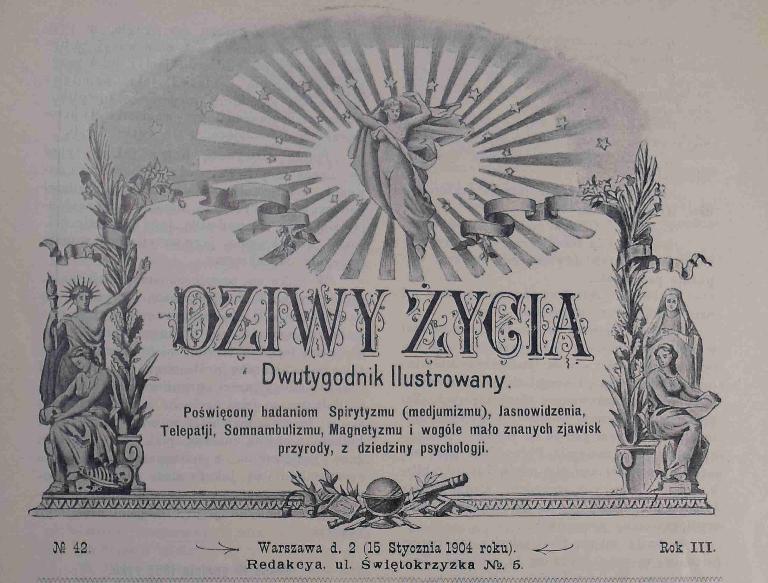 DZIWY ŻYCIA
Dwutygodnik Ilustrowany.
Poświęcony badaniom Spirytyzmu (medjumizmu), Jasnowidzenia,
Telepatji, Somnambulizmu, Magnetyzmu i wogóle mało znanych zjawisk
przyrody, z dziedziny psychologji.
№ 42. Warszawa d. 2 (15 Stycznia 1904 roku). Rok III.
Redakcya, ul. Świętokrzyzka №. 5.